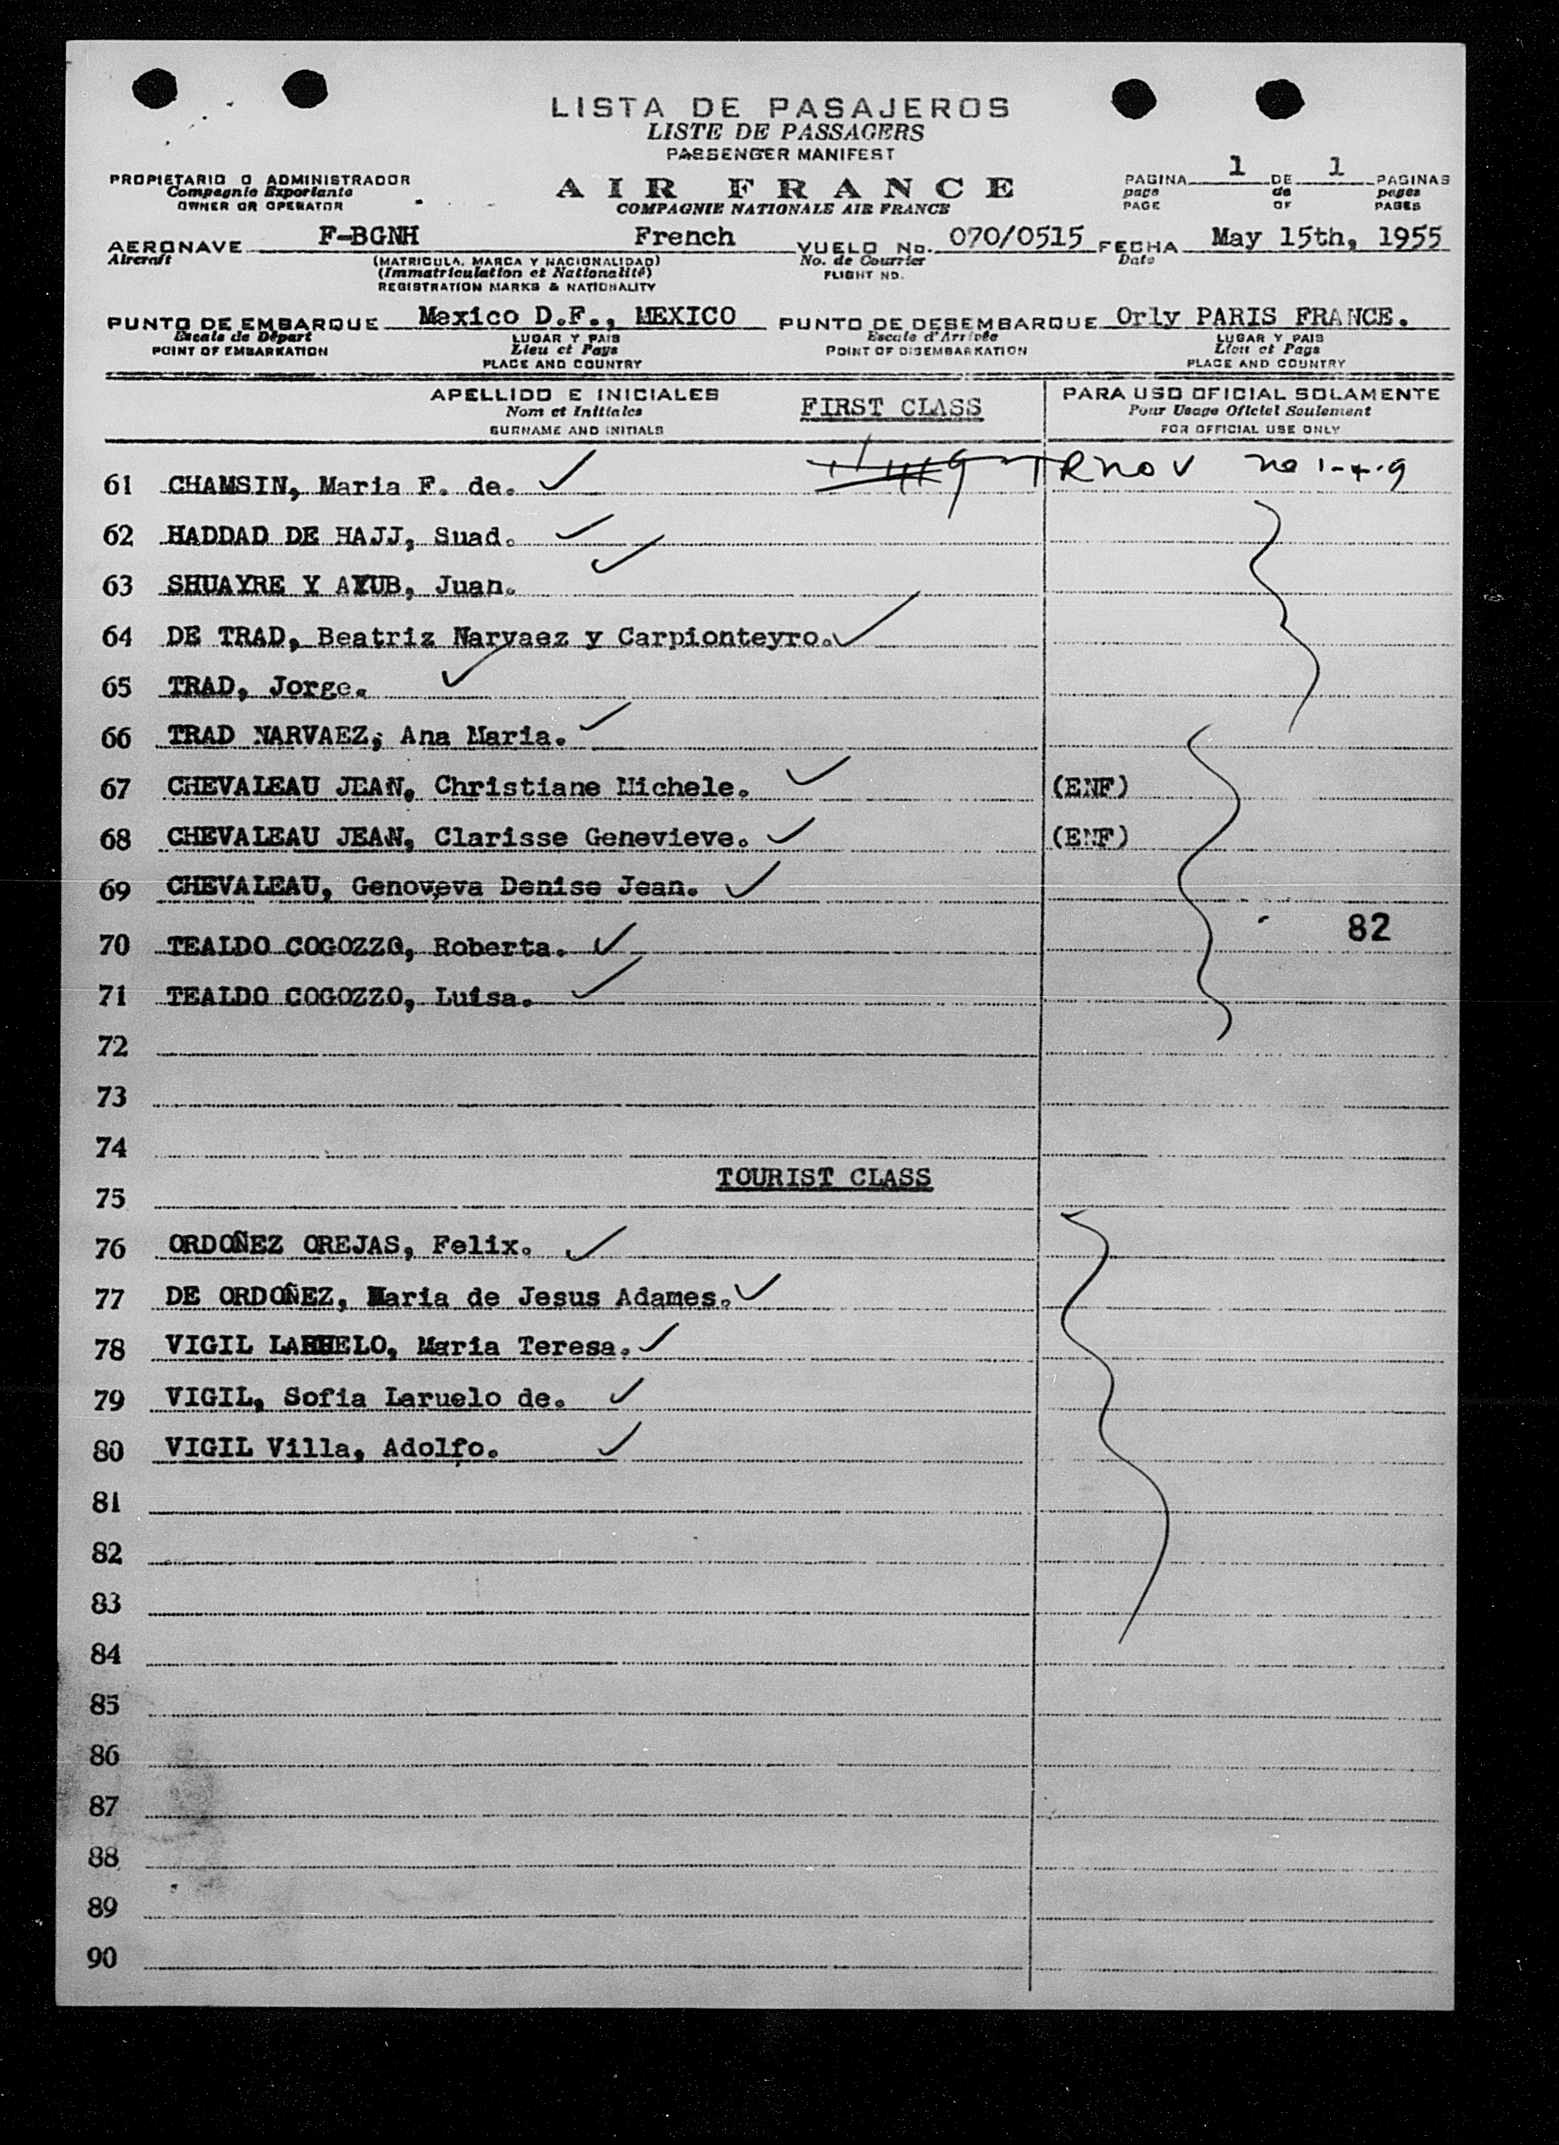 LISTA DE PASAJEROS
LISTE DE PASSAGERS
PASSENGER MANIFEST
PROPIETARIO O ADMINISTRADOR
Compagnie Exportante
OWNER OR OPERATOR
AIR FRANCE
COMPAGNIE NATIONALE AIR FRANCE
PAGINA 1 DE 1 PAGINAS
page de pages
PAGE OF PAGES
AERONAVE F-BGNH French VUELO No. 070/0515 FECHA May 15th, 1955
Aircraft (MATRICULA, MARCA Y NACIONALIDAD) No. de Courrier Date
(Immatriculation et Nationalité) FLIGHT NO.
REGISTRATION MARKS & NATIONALITY
PUNTO DE EMBARQUE Mexico D.F., MEXICO PUNTO DE DESEMBARQUE Orly PARIS FRANCE.
Escale de Départ LUGAR Y PAIS Escale d'Arrivée LUGAR Y PAIS
POINT OF EMBARKATION Lieu et Pays POINT OF DISEMBARKATION Lieu et Pays
PLACE AND COUNTRY PLACE AND COUNTRY
APELLIDO E INICIALES FIRST CLASS PARA USO OFICIAL SOLAMENTE
Nom et Initiales Pour Usage Oficiel Seulement
SURNAME AND INITIALS FOR OFFICIAL USE ONLY
61 CHAMSIN, Maria F. de.
62 HADDAD DE HAJJ, Suad.
63 SHUAYRE Y AYUB, Juan.
64 DE TRAD, Beatriz Narvaez y Carpionteyro.
65 TRAD, Jorge.
66 TRAD NARVAEZ, Ana Maria.
67 CHEVALEAU JEAN, Christiane Michele. (ENF)
68 CHEVALEAU JEAN, Clarisse Genevieve. (ENF)
69 CHEVALEAU, Genoveva Denise Jean.
82
70 TEALDO COGOZZO, Roberta.
71 TEALDO COGOZZO, Luisa.
72
73
74
TOURIST CLASS
75
76 ORDOÑEZ OREJAS, Felix.
77 DE ORDOÑEZ, Maria de Jesus Adames.
78 VIGIL Maria Teresa.
79 VIGIL, Sofia Laruelo de.
80 VIGIL Villa, Adolfo.
81
82
83
84
85
86
87
88
89
90